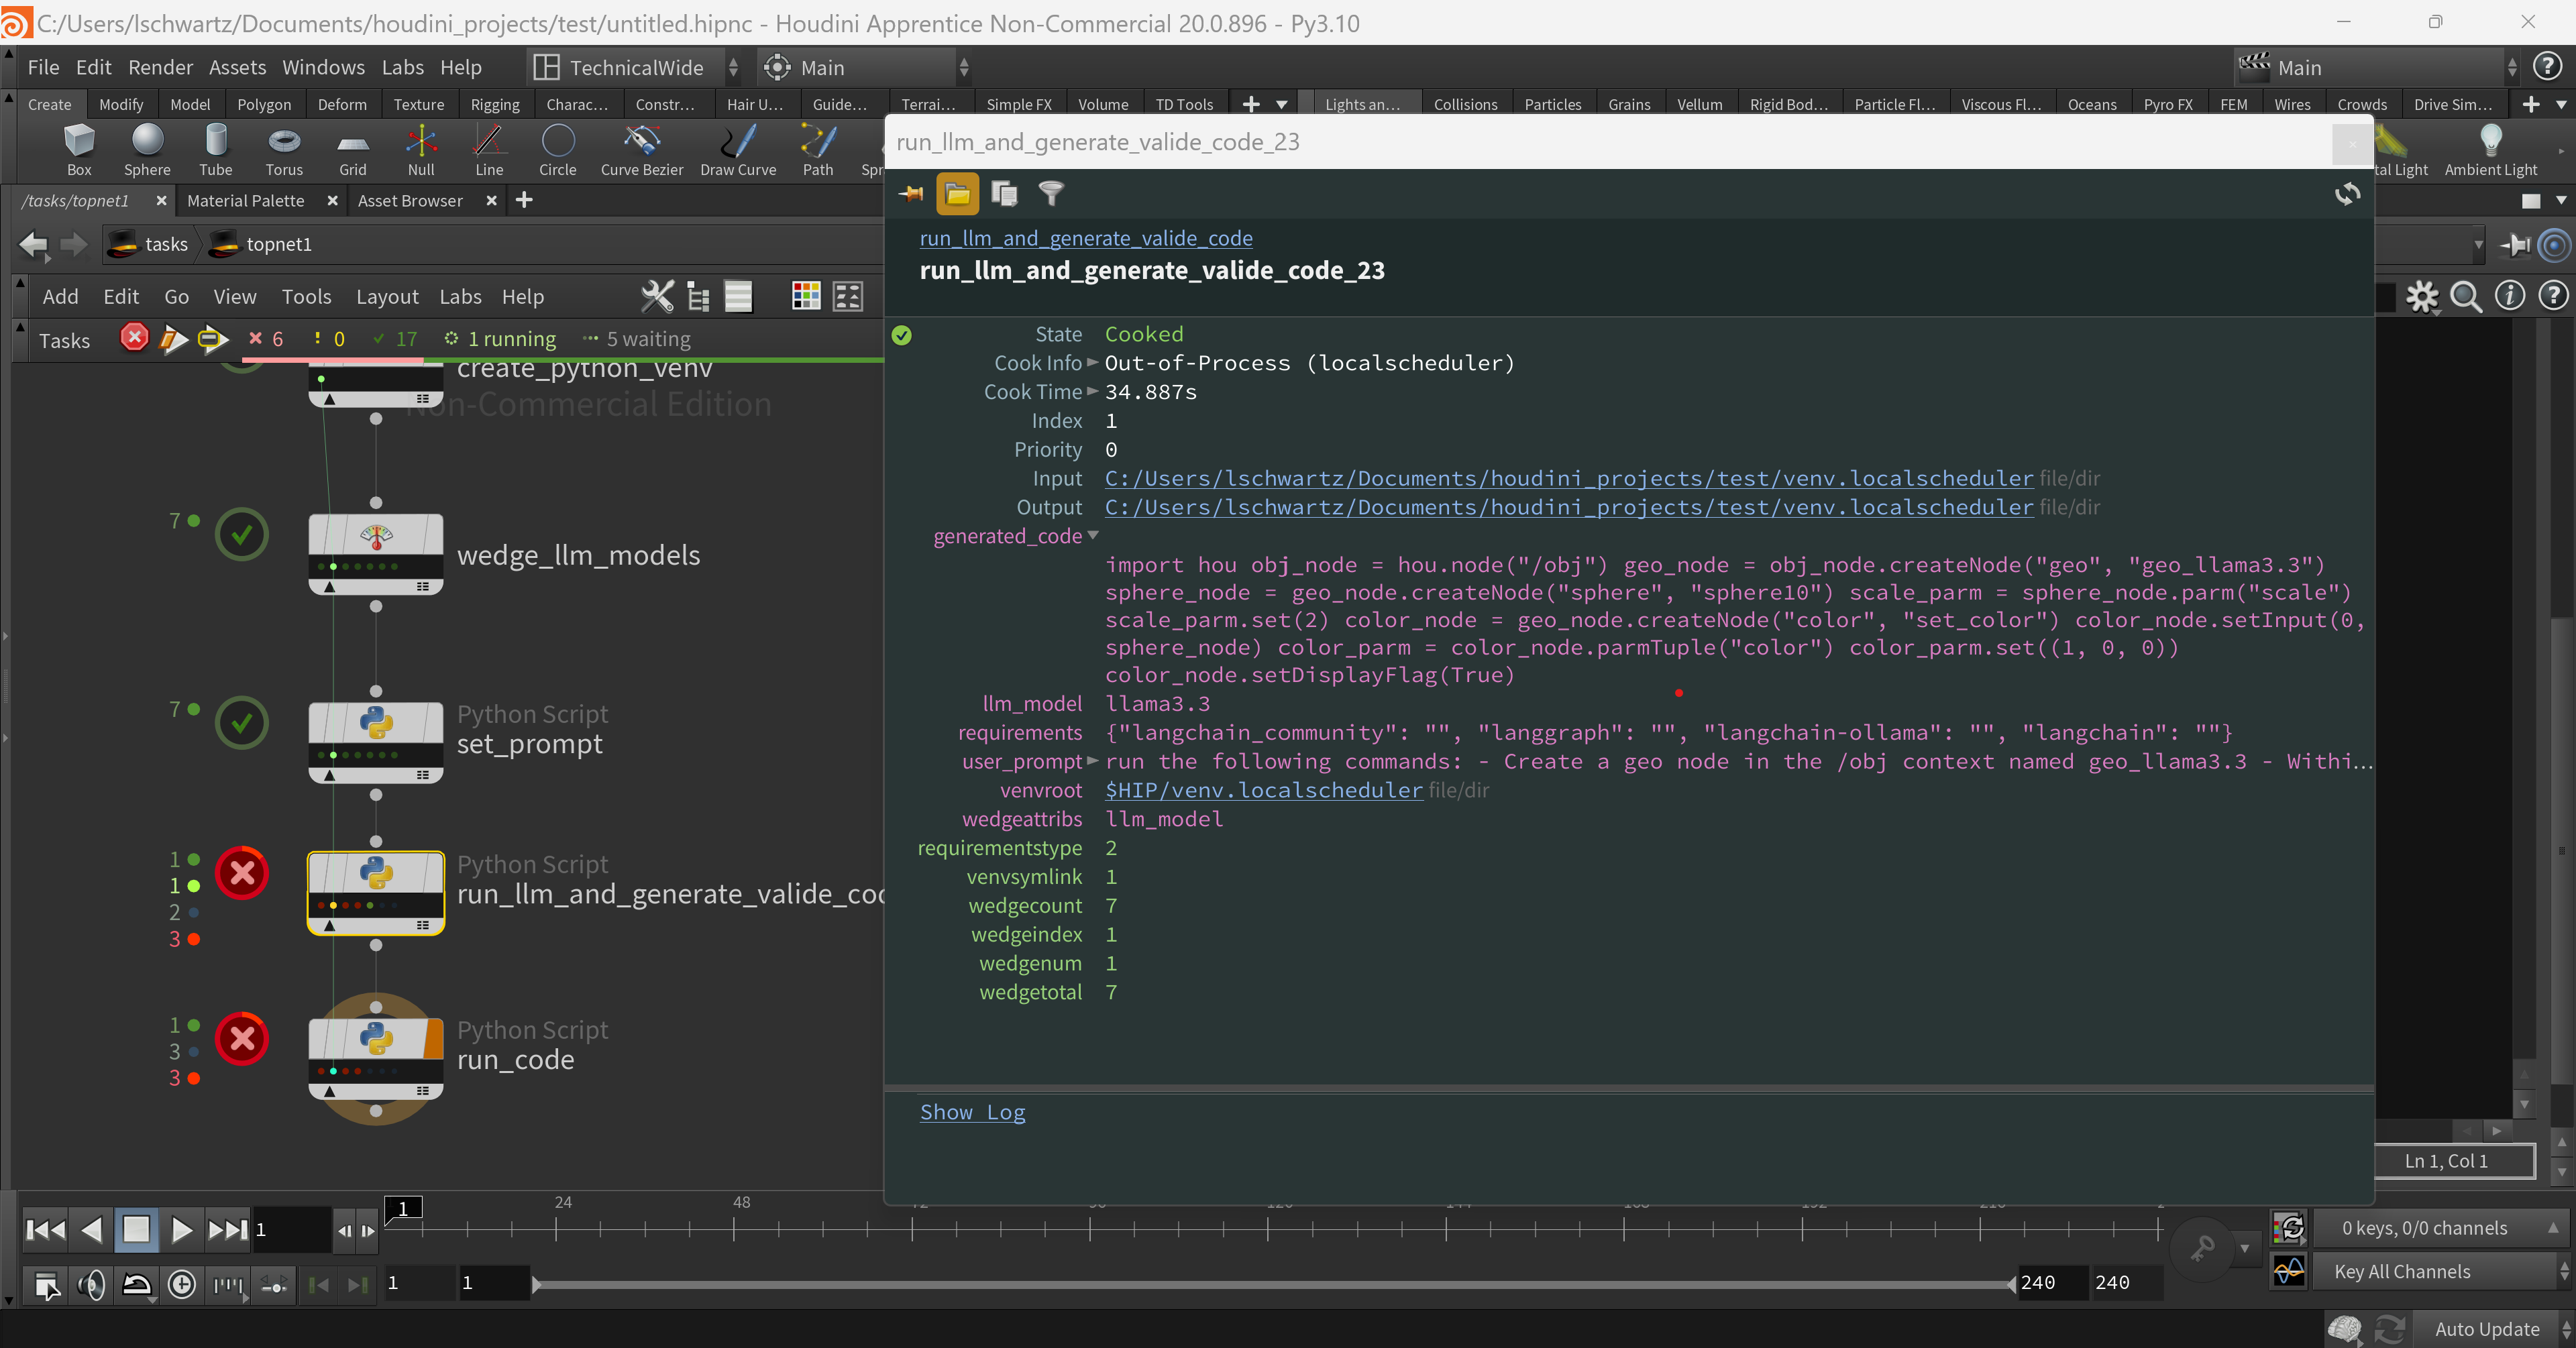 C:/Users/lschwartz/Documents/houdini_projects/test/untitled.hipnc - Houdini Apprentice Non-Commercial 20.0.896 - Py3.10
File Edit Render Assets Windows Labs Help TechnicalWide Main Main
Create Modify Model Polygon Deform Texture Rigging Charac... Constr... Hair U... Guide... Terrai... Simple FX Volume TD Tools Lights an... Collisions Particles Grains Vellum Rigid Bod... Particle Fl... Viscous Fl... Oceans Pyro FX FEM Wires Crowds Drive Sim...
Box Sphere Tube Torus Grid Null Line Circle Curve Bezier Draw Curve Path Spr tal Light Ambient Light
run_llm_and_generate_valide_code_23
/tasks/topnet1 Material Palette Asset Browser
tasks topnet1
Add Edit Go View Tools Layout Labs Help
Tasks 6 0 17 1 running 5 waiting
create_python_venv
Non-Commercial Edition
7 wedge_llm_models
7 Python Script
set_prompt
1
1
2
3
Python Script
run_llm_and_generate_valide_cod
1
3
3
Python Script
run_code
run_llm_and_generate_valide_code
run_llm_and_generate_valide_code_23
State Cooked
Cook Info Out-of-Process (localscheduler)
Cook Time 34.887s
Index 1
Priority 0
Input C:/Users/lschwartz/Documents/houdini_projects/test/venv.localscheduler file/dir
Output C:/Users/lschwartz/Documents/houdini_projects/test/venv.localscheduler file/dir
generated_code
import hou obj_node = hou.node("/obj") geo_node = obj_node.createNode("geo", "geo_llama3.3")
sphere_node = geo_node.createNode("sphere", "sphere10") scale_parm = sphere_node.parm("scale")
scale_parm.set(2) color_node = geo_node.createNode("color", "set_color") color_node.setInput(0,
sphere_node) color_parm = color_node.parmTuple("color") color_parm.set((1, 0, 0))
color_node.setDisplayFlag(True)
llm_model llama3.3
requirements {"langchain_community": "", "langgraph": "", "langchain-ollama": "", "langchain": ""}
user_prompt run the following commands: - Create a geo node in the /obj context named geo_llama3.3 - Withi...
venvroot $HIP/venv.localscheduler file/dir
wedgeattribs llm_model
requirementstype 2
venvsymlink 1
wedgecount 7
wedgeindex 1
wedgenum 1
wedgetotal 7
Show Log
Ln 1, Col 1
1 1 24 48
0 keys, 0/0 channels
1 1 240 240 Key All Channels
Auto Update